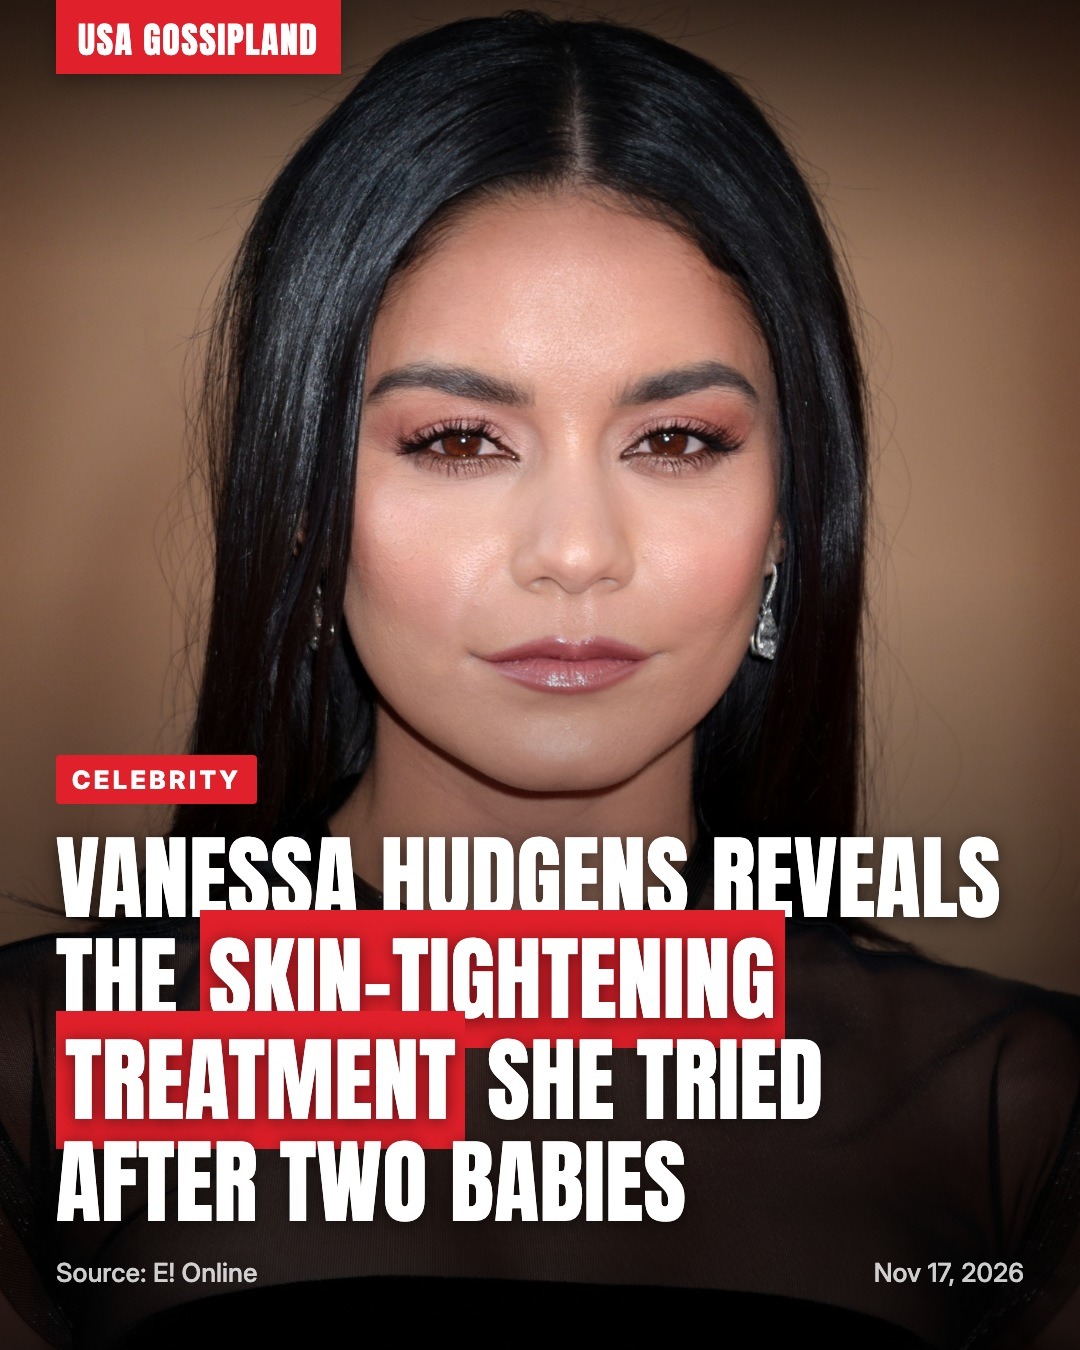 USA GOSSIPLAND
CELEBRITY
VANESSA HUDGENS REVEALS
THE SKIN-TIGHTENING
TREATMENT SHE TRIED
AFTER TWO BABIES
Source: E! Online
Nov 17, 2026